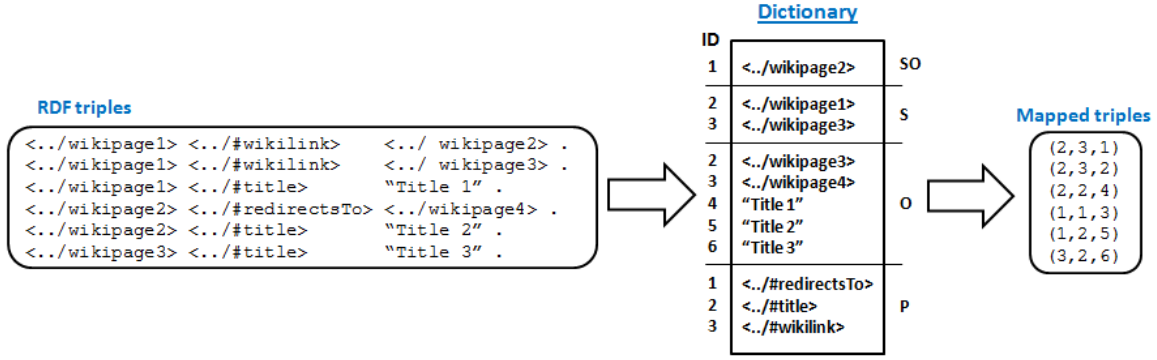 RDF triples
<../wikipage1> <../#wikilink> <../ wikipage2> .
<../wikipage1> <../#wikilink> <../ wikipage3> .
<../wikipage1> <../#title> “Title 1” .
<../wikipage2> <../#redirectsTo> <../wikipage4> .
<../wikipage2> <../#title> “Title 2” .
<../wikipage3> <../#title> “Title 3” .
Dictionary
ID
1 <../wikipage2> SO
2 <../wikipage1>
S
3 <../wikipage3>
2 <../wikipage3>
3 <../wikipage4>
4 “Title 1” O
5 “Title 2”
6 “Title 3”
1 <../#redirectsTo>
2 <../#title> P
3 <../#wikilink>
Mapped triples
(2,3,1)
(2,3,2)
(2,2,4)
(1,1,3)
(1,2,5)
(3,2,6)